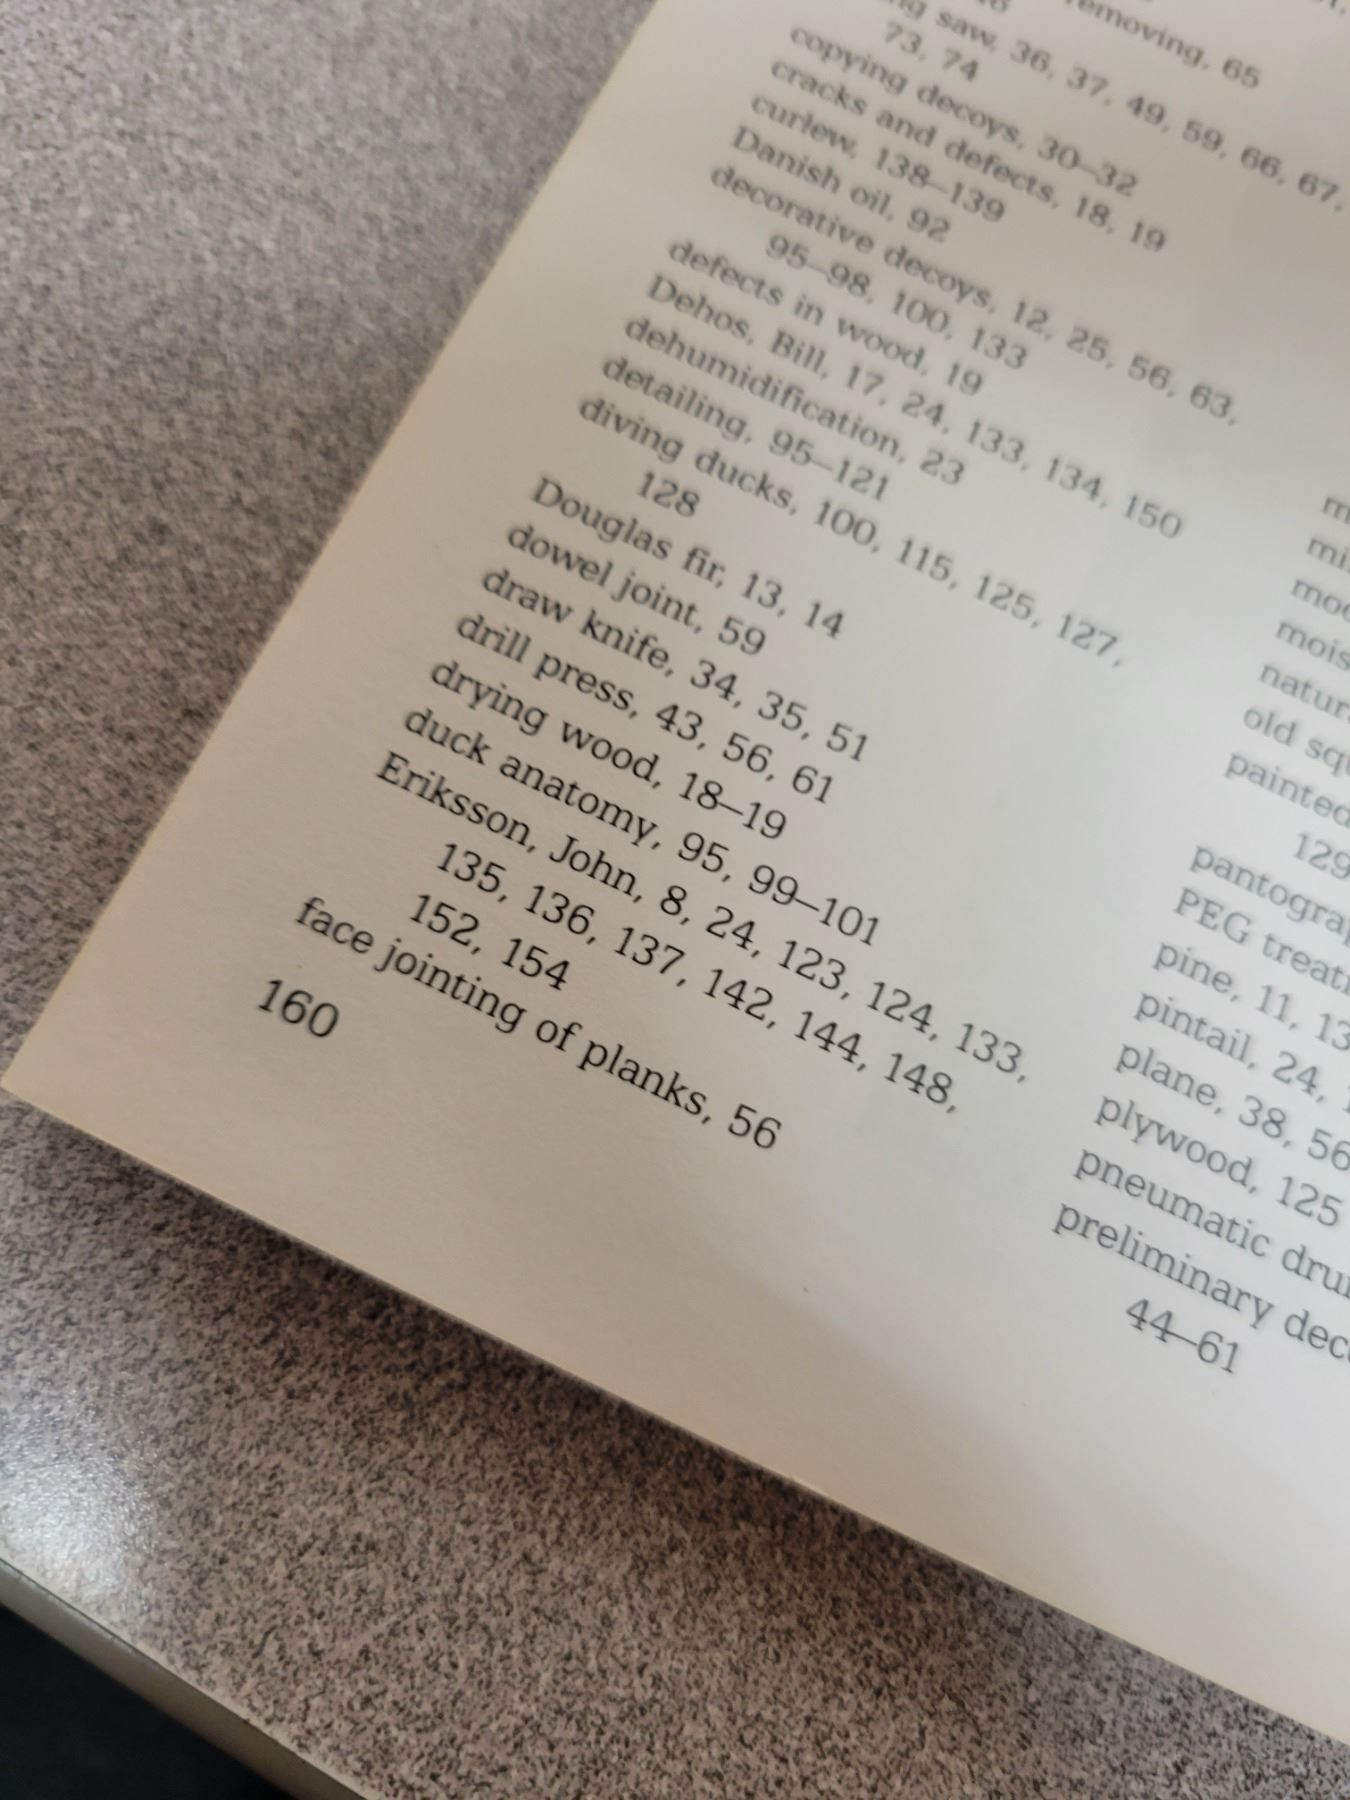 removing, 65
saw, 36, 37, 49, 59, 66, 67,
73, 74
copying decoys, 30–32
cracks and defects, 18, 19
curlew, 138–139
Danish oil, 92
decorative decoys, 12, 25, 56, 63,
95–98, 100, 133
defects in wood, 19
Dehos, Bill, 17, 24, 133, 134, 150
dehumidification, 23
detailing, 95–121
diving ducks, 100, 115, 125, 127,
128
Douglas fir, 13, 14
dowel joint, 59
draw knife, 34, 35, 51
drill press, 43, 56, 61
drying wood, 18–19
duck anatomy, 95, 99–101
Eriksson, John, 8, 24, 123, 124, 133,
135, 136, 137, 142, 144, 148,
152, 154
face jointing of planks, 56
160
old
painted
129
PEG
pine, 11, 13
pintail, 24,
plane, 38, 56
plywood, 125
pneumatic
preliminary
44–61